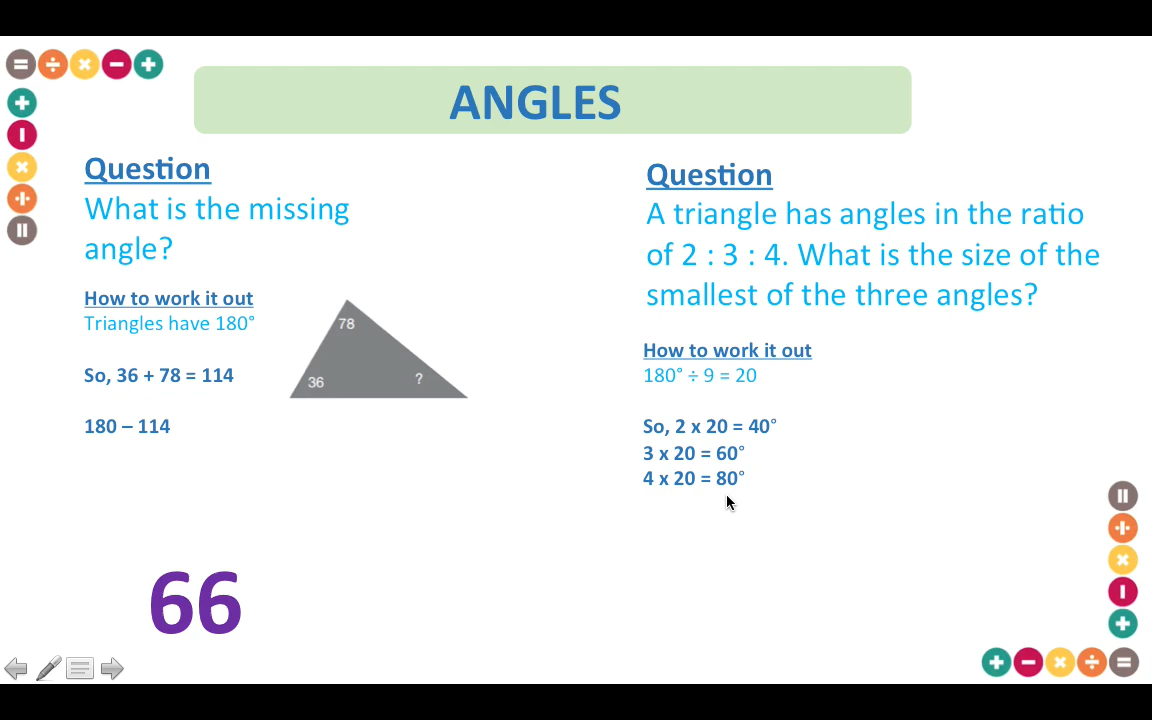 ANGLES
Question
What is the missing
angle?
How to work it out
Triangles have 180°
So, 36 + 78 = 114
180 – 114
78
36
?
66
Question
A triangle has angles in the ratio
of 2 : 3 : 4. What is the size of the
smallest of the three angles?
How to work it out
180° ÷ 9 = 20
So, 2 x 20 = 40°
3 x 20 = 60°
4 x 20 = 80°